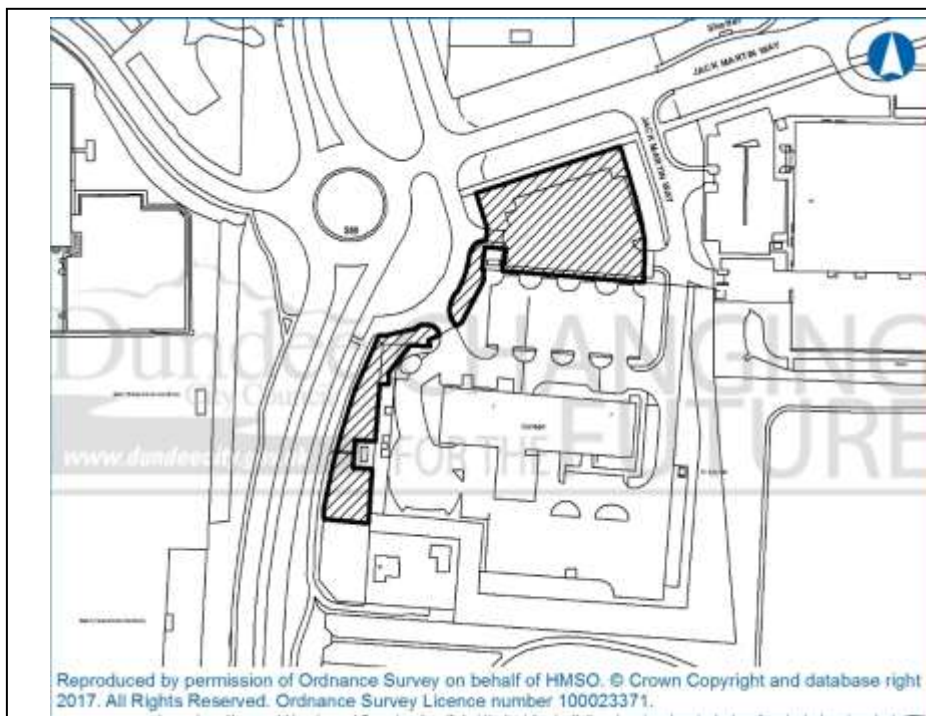 Shelter
JACK MARTIN WAY
JACK MARTIN WAY
Dundee CHANGING
City Council
FOR THE FUTURE
www.dundeecity.gov.uk
Garage
Reproduced by permission of Ordnance Survey on behalf of HMSO. © Crown Copyright and database right
2017. All Rights Reserved. Ordnance Survey Licence number 100023371.